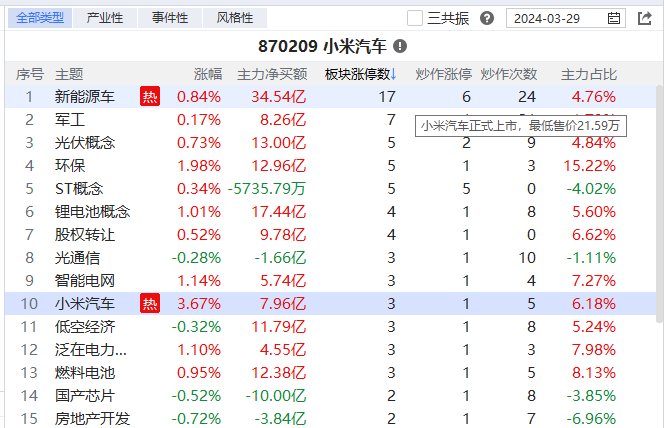 全部类型 产业性 事件性 风格性 三共振 2024-03-29
870209 小米汽车
序号 主题 涨幅 主力净买额 板块涨停数↓ 炒作涨停 炒作次数 主力占比
1 新能源车 热 0.84% 34.54亿 17 6 24 4.76%
2 军工 0.17% 8.26亿 7
小米汽车正式上市，最低售价21.59万
3 光伏概念 0.73% 13.00亿 5 2 9 4.84%
4 环保 1.98% 12.96亿 5 1 3 15.22%
5 ST概念 0.34% -5735.79万 5 5 0 -4.02%
6 锂电池概念 1.01% 17.44亿 4 1 8 5.60%
7 股权转让 0.52% 9.78亿 4 1 0 6.62%
8 光通信 -0.28% -1.66亿 3 1 10 -1.11%
9 智能电网 1.14% 5.74亿 3 1 4 7.27%
10 小米汽车 热 3.67% 7.96亿 3 1 5 6.18%
11 低空经济 -0.32% 11.79亿 3 1 8 5.24%
12 泛在电力... 1.10% 4.55亿 3 1 3 7.98%
13 燃料电池 0.95% 12.38亿 3 1 5 8.13%
14 国产芯片 -0.52% -10.00亿 2 1 8 -3.85%
15 房地产开发 -0.72% -3.84亿 2 1 7 -6.96%